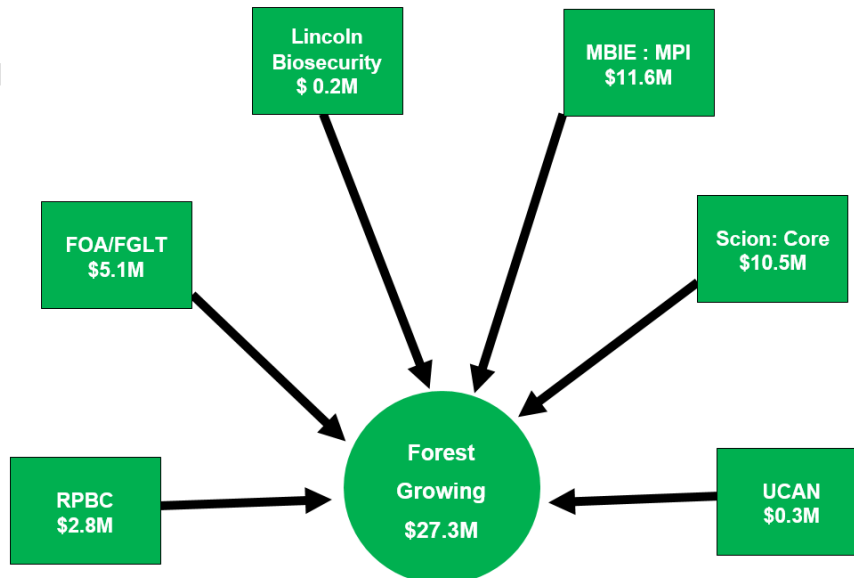 Lincoln
Biosecurity
$ 0.2M
MBIE : MPI
$11.6M
FOA/FGLT
$5.1M
Scion: Core
$10.5M
RPBC
$2.8M
Forest
Growing
$27.3M
UCAN
$0.3M